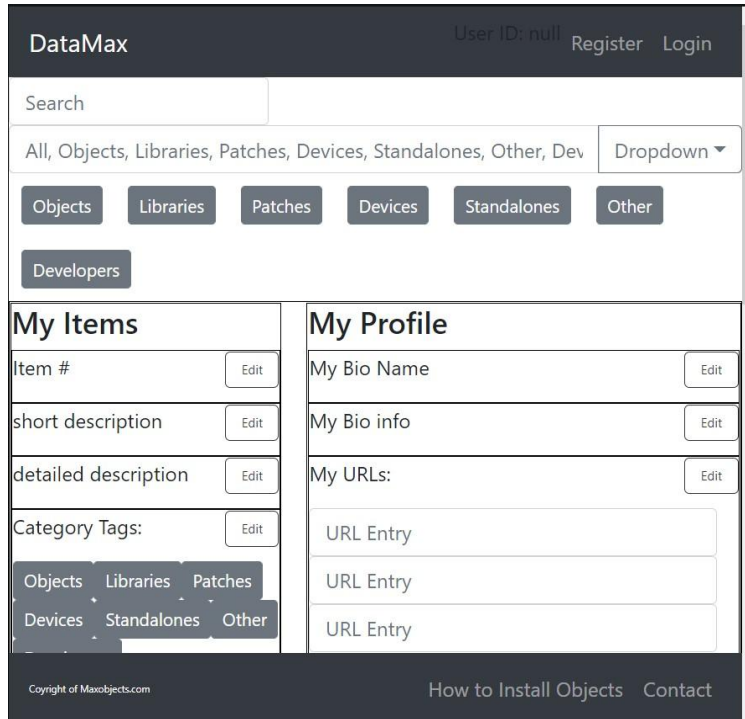 DataMax User ID: null Register Login
Search
All, Objects, Libraries, Patches, Devices, Standalones, Other, Dev Dropdown
Objects Libraries Patches Devices Standalones Other
Developers
My Items
Item # Edit
short description Edit
detailed description Edit
Category Tags: Edit
Objects Libraries Patches
Devices Standalones Other
My Profile
My Bio Name Edit
My Bio info Edit
My URLs: Edit
URL Entry
URL Entry
URL Entry
Coyright of Maxobjects.com How to Install Objects Contact